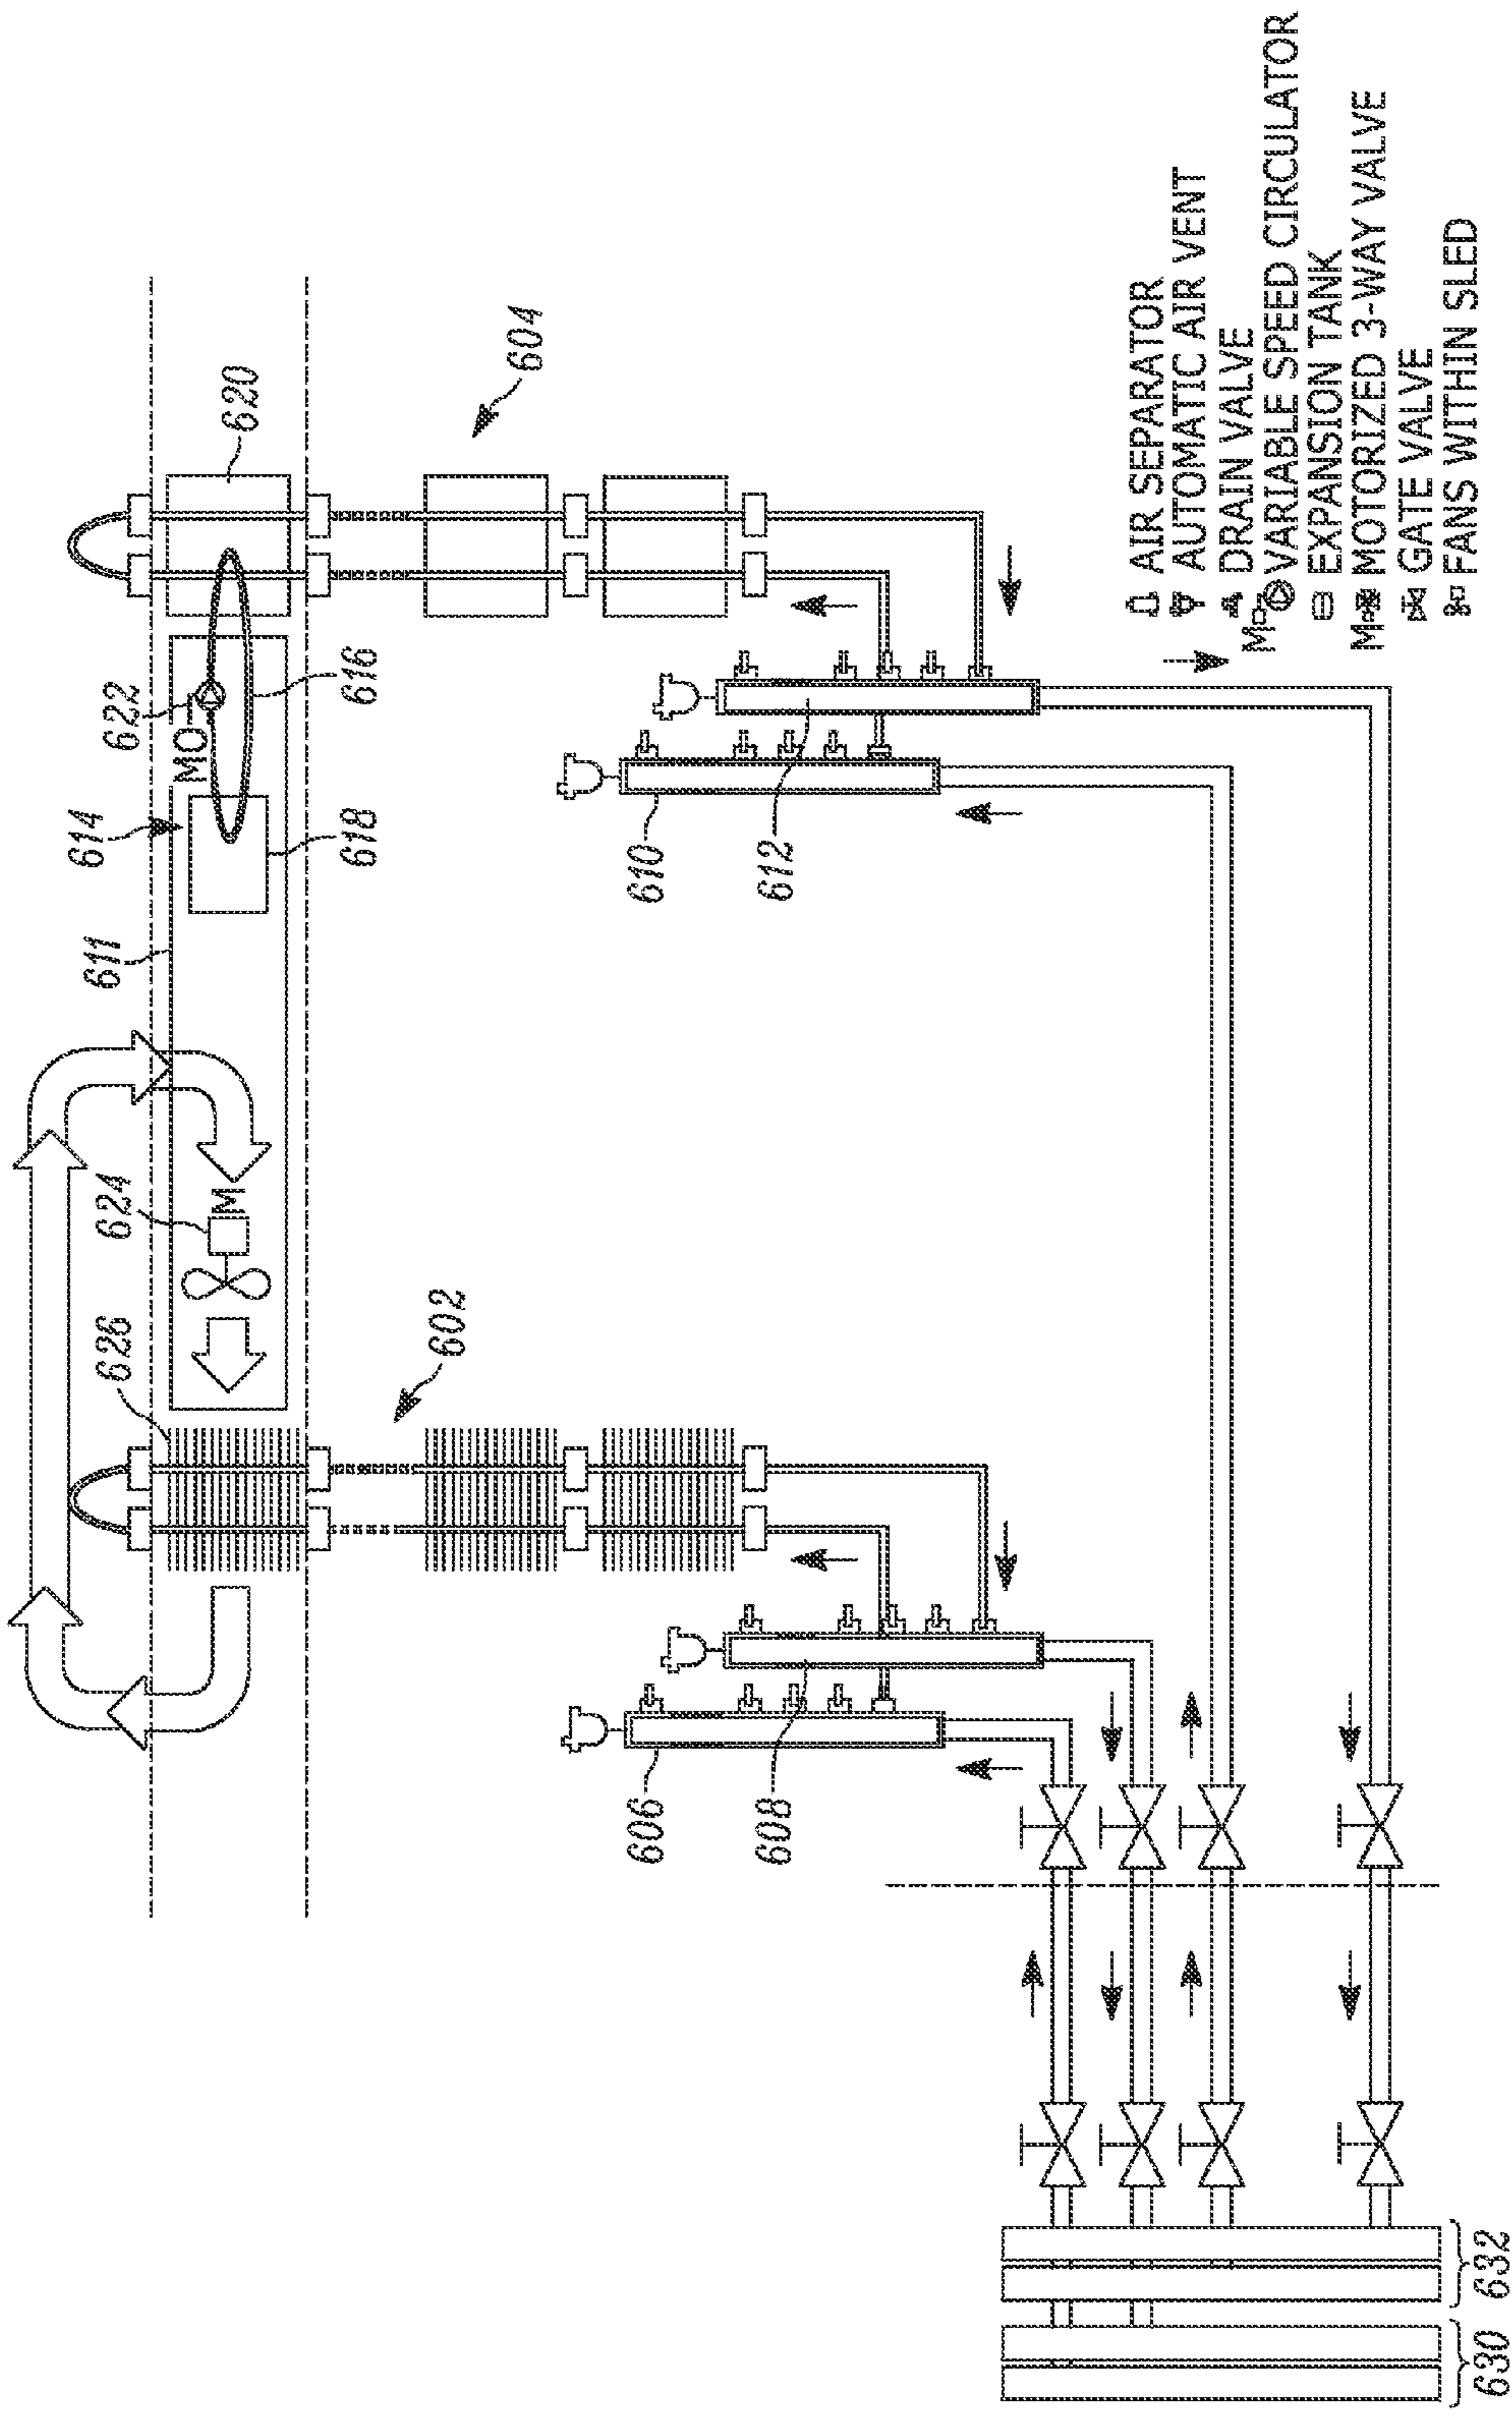 604
620
622
MO
616
614
618
611
610
612
624
M
626
602
606
608
632
630
AIR SEPARATOR
AUTOMATIC AIR VENT
DRAIN VALVE
M VARIABLE SPEED CIRCULATOR
EXPANSION TANK
M MOTORIZED 3-WAY VALVE
GATE VALVE
FANS WITHIN SLED